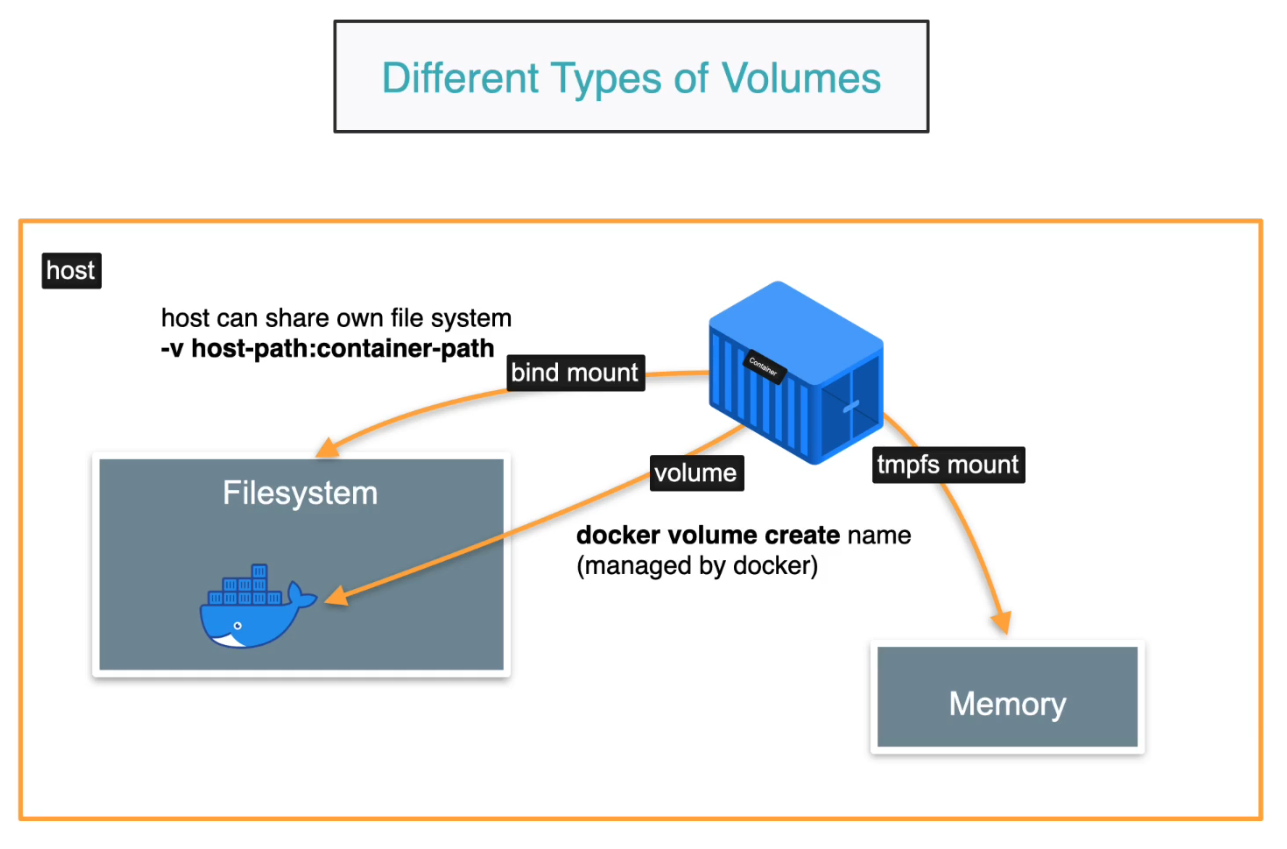 Different Types of Volumes
host
host can share own file system
-v host-path:container-path
bind mount
Container
volume
tmpfs mount
Filesystem
docker volume create name
(managed by docker)
Memory